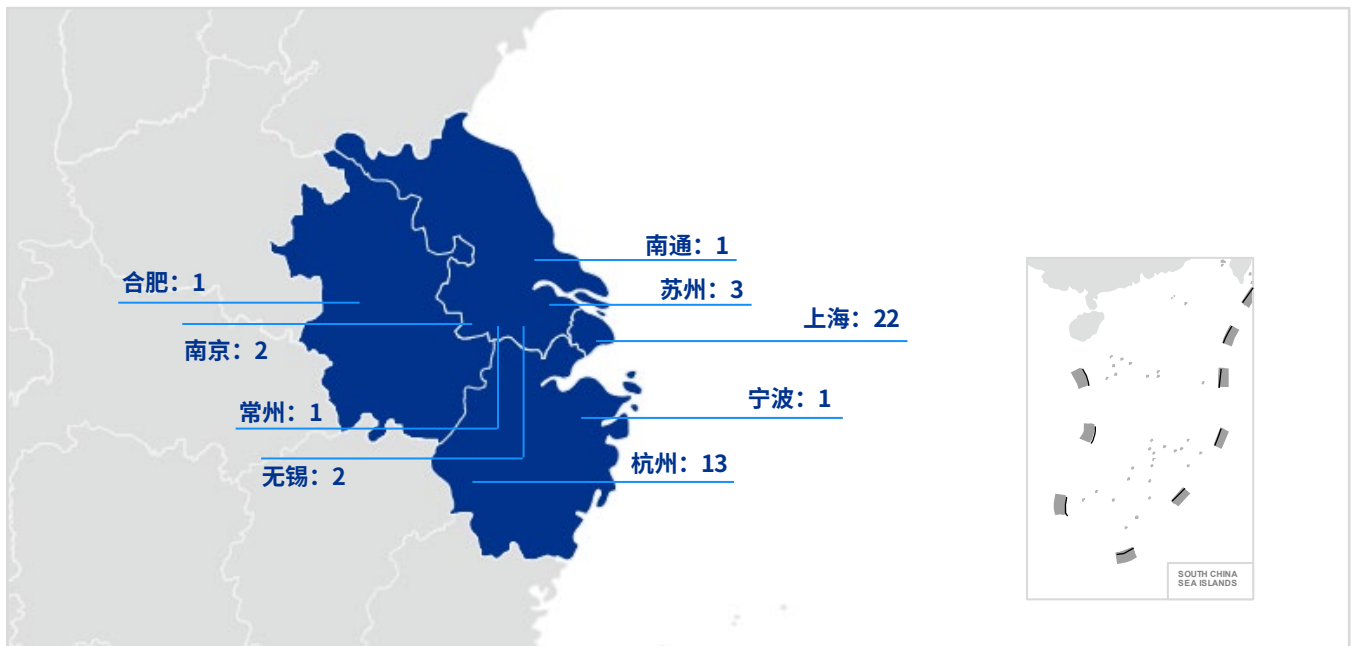 南通：1
合肥：1
苏州：3
上海：22
南京：2
宁波：1
常州：1
杭州：13
无锡：2
SOUTH CHINA
SEA ISLANDS